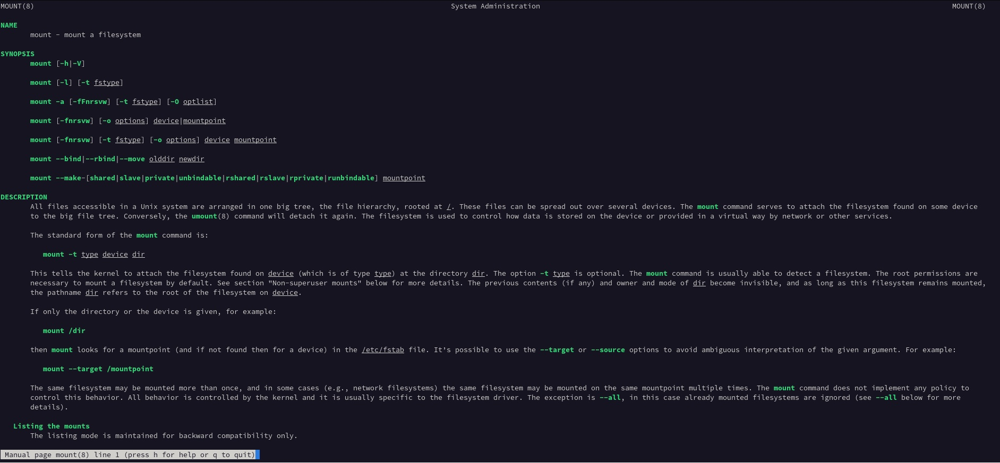 MOUNT(8) System Administration MOUNT(8)
NAME
mount - mount a filesystem
SYNOPSIS
mount [-h|-V]
mount [-l] [-t fstype]
mount -a [-fFnrsvw] [-t fstype] [-O optlist]
mount [-fnrsvw] [-o options] device|mountpoint
mount [-fnrsvw] [-t fstype] [-o options] device mountpoint
mount --bind|--rbind|--move olddir newdir
mount --make-[shared|slave|private|unbindable|rshared|rslave|rprivate|runbindable] mountpoint
DESCRIPTION
All files accessible in a Unix system are arranged in one big tree, the file hierarchy, rooted at /. These files can be spread out over several devices. The mount command serves to attach the filesystem found on some device
to the big file tree. Conversely, the umount(8) command will detach it again. The filesystem is used to control how data is stored on the device or provided in a virtual way by network or other services.
The standard form of the mount command is:
mount -t type device dir
This tells the kernel to attach the filesystem found on device (which is of type type) at the directory dir. The option -t type is optional. The mount command is usually able to detect a filesystem. The root permissions are
necessary to mount a filesystem by default. See section "Non-superuser mounts" below for more details. The previous contents (if any) and owner and mode of dir become invisible, and as long as this filesystem remains mounted,
the pathname dir refers to the root of the filesystem on device.
If only the directory or the device is given, for example:
mount /dir
then mount looks for a mountpoint (and if not found then for a device) in the /etc/fstab file. It’s possible to use the --target or --source options to avoid ambiguous interpretation of the given argument. For example:
mount --target /mountpoint
The same filesystem may be mounted more than once, and in some cases (e.g., network filesystems) the same filesystem may be mounted on the same mountpoint multiple times. The mount command does not implement any policy to
control this behavior. All behavior is controlled by the kernel and it is usually specific to the filesystem driver. The exception is --all, in this case already mounted filesystems are ignored (see --all below for more
details).
Listing the mounts
The listing mode is maintained for backward compatibility only.
Manual page mount(8) line 1 (press h for help or q to quit)